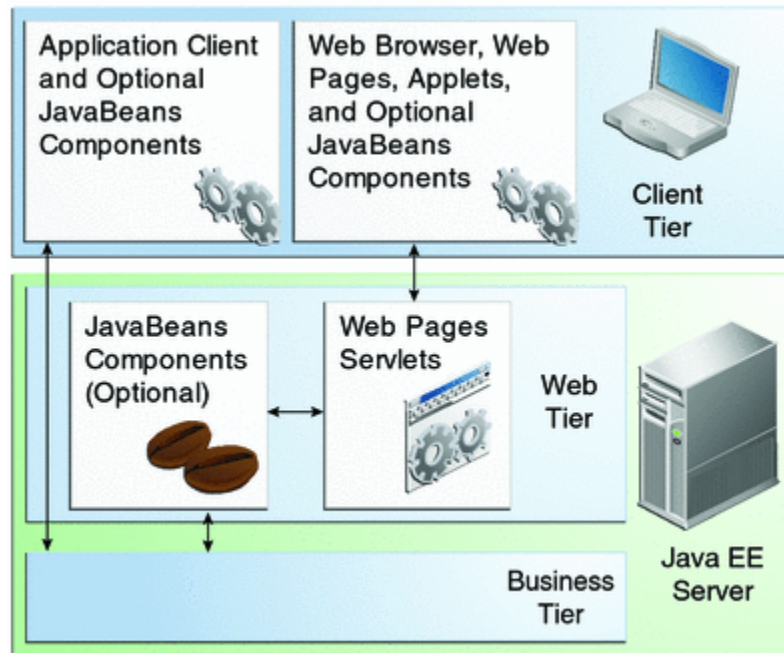 Application Client
and Optional
JavaBeans
Components
Web Browser, Web
Pages, Applets,
and Optional
JavaBeans
Components
Client
Tier
JavaBeans
Components
(Optional)
Web Pages
Servlets
Web
Tier
Java EE
Server
Business
Tier